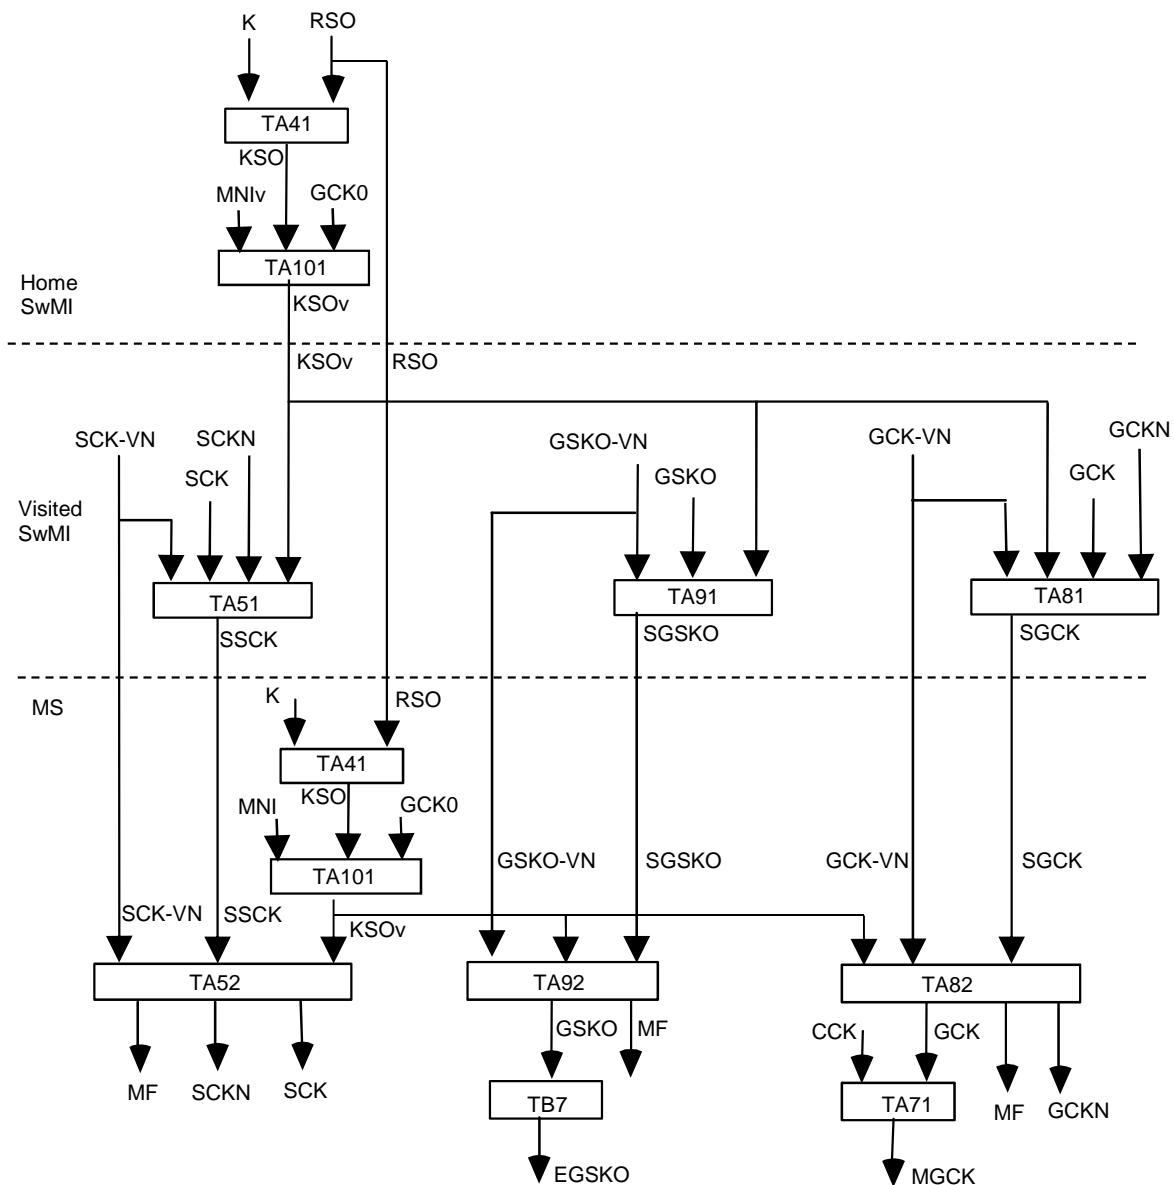 K
RSO
TA41
KSO
MNIv
GCK0
TA101
Home
SwMI
KSOv
KSOv
RSO
SCK-VN
SCKN
GSKO-VN
GCK-VN
GCKN
SCK
GSKO
GCK
Visited
SwMI
TA51
TA91
TA81
SSCK
SGSKO
SGCK
MS
K
RSO
TA41
KSO
MNI
GCK0
TA101
GSKO-VN
SGSKO
GCK-VN
SGCK
SCK-VN
SSCK
KSOv
TA52
TA92
TA82
GSKO
MF
CCK
GCK
MF
SCKN
SCK
TB7
TA71
MF
GCKN
EGSKO
MGCK